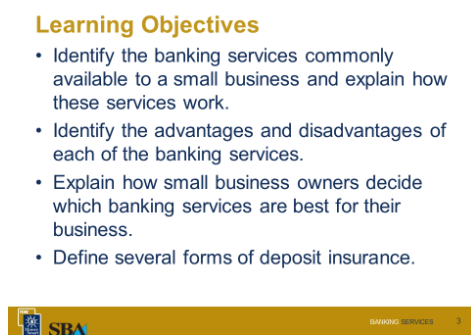 Learning Objectives
• Identify the banking services commonly
available to a small business and explain how
these services work.
• Identify the advantages and disadvantages of
each of the banking services.
• Explain how small business owners decide
which banking services are best for their
business.
• Define several forms of deposit insurance.
SBA
BANKING SERVICES 3